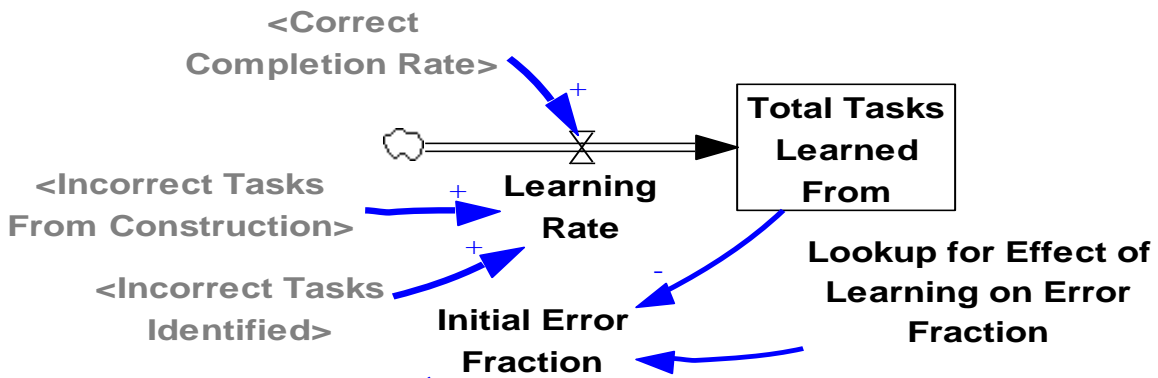 <Correct
Completion Rate>
+
Total Tasks
Learned
From
<Incorrect Tasks
From Construction>
+
Learning
Rate
+
<Incorrect Tasks
Identified>
-
Lookup for Effect of
Learning on Error
Fraction
Initial Error
Fraction